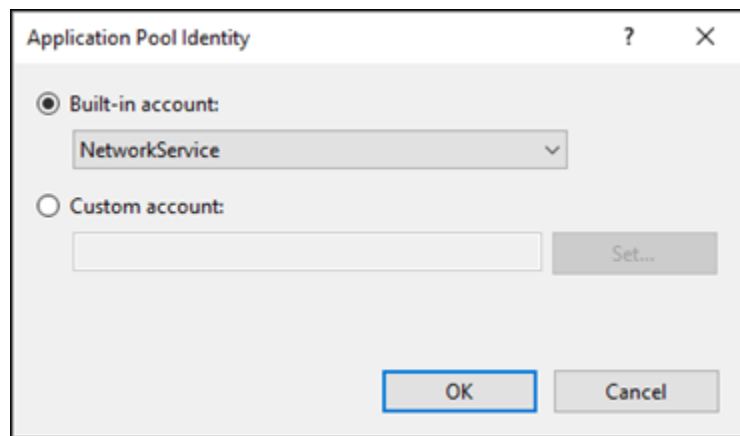 Application Pool Identity
Built-in account:
NetworkService
Custom account:
Set...
OK Cancel